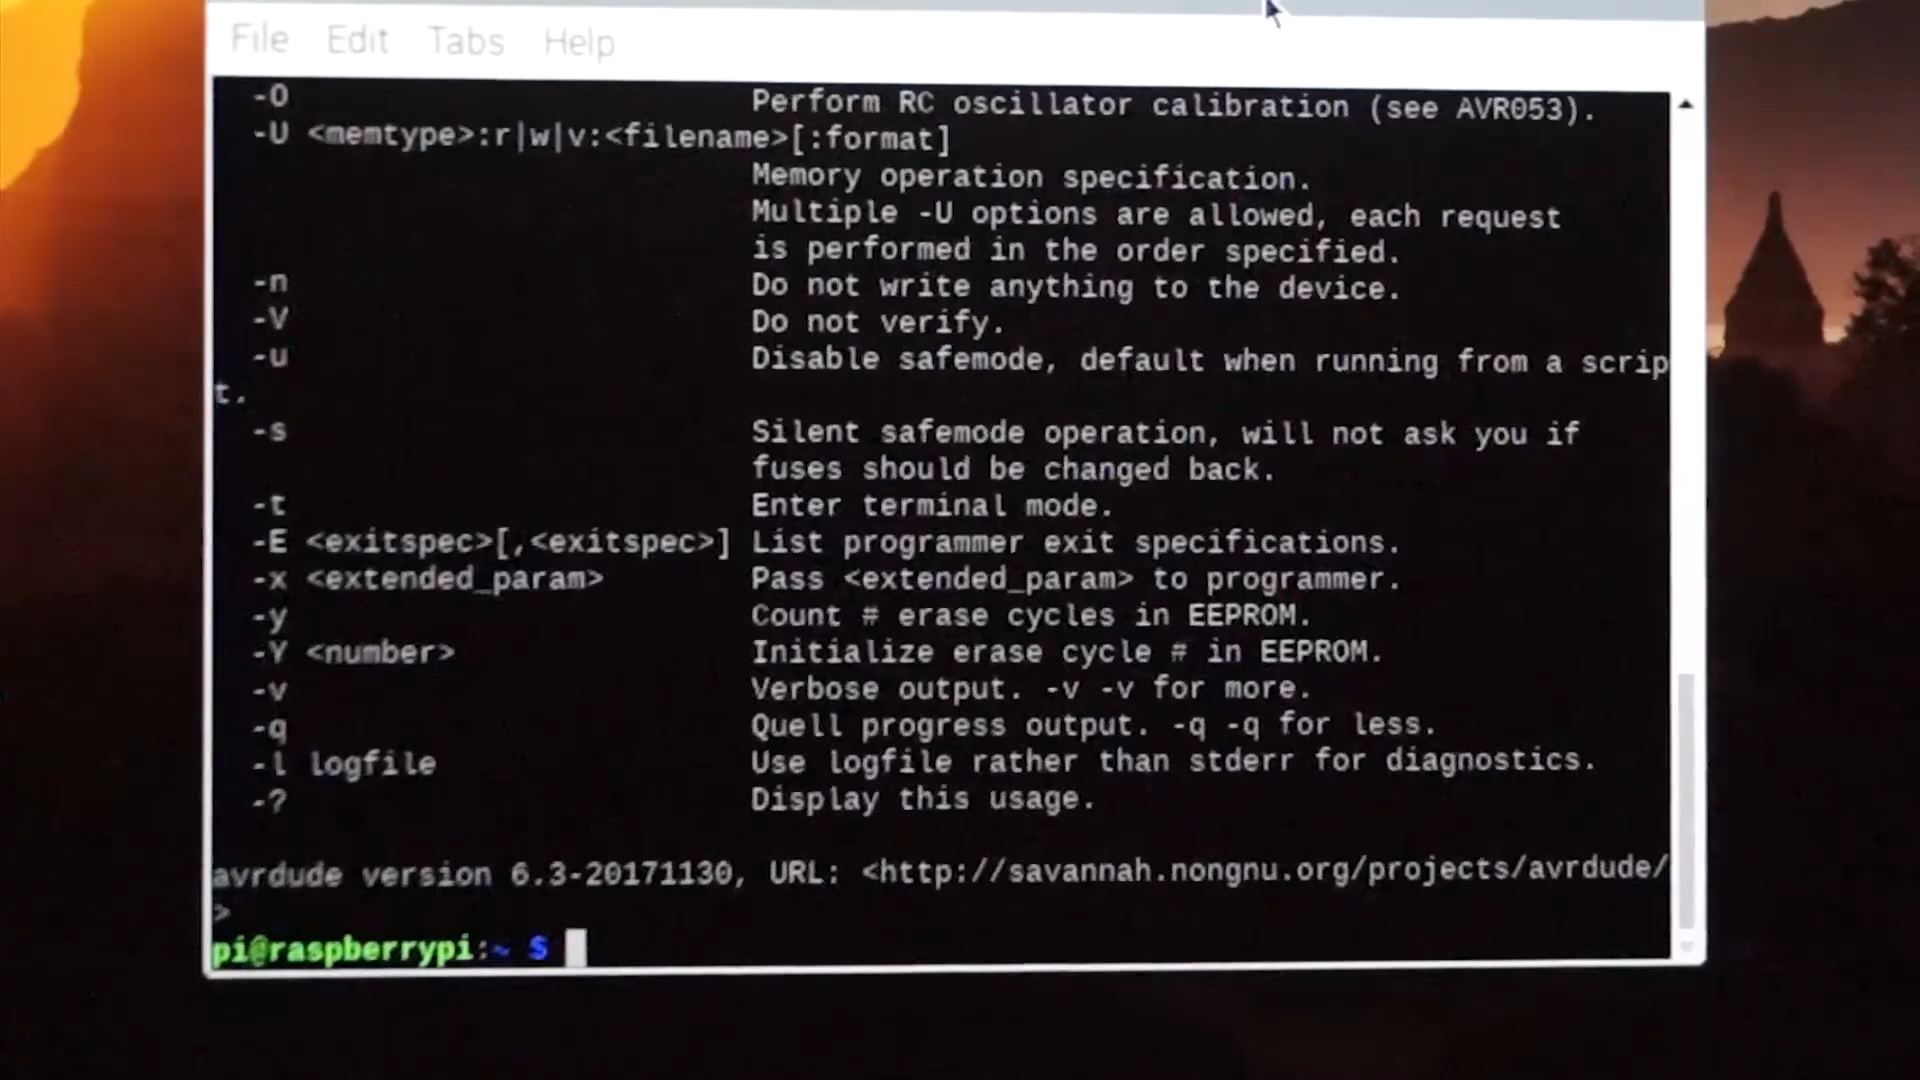 File Edit Tabs Help
-O Perform RC oscillator calibration (see AVR053).
-U <memtype>:r|w|v:<filename>[:format]
Memory operation specification.
Multiple -U options are allowed, each request
is performed in the order specified.
-n Do not write anything to the device.
-V Do not verify.
-u Disable safemode, default when running from a scrip
t.
-s Silent safemode operation, will not ask you if
fuses should be changed back.
-t Enter terminal mode.
-E <exitspec>[,<exitspec>] List programmer exit specifications.
-x <extended_param> Pass <extended_param> to programmer.
-y Count # erase cycles in EEPROM.
-Y <number> Initialize erase cycle # in EEPROM.
-v Verbose output. -v -v for more.
-q Quell progress output. -q -q for less.
-l logfile Use logfile rather than stderr for diagnostics.
-? Display this usage.
avrdude version 6.3-20171130, URL: <http://savannah.nongnu.org/projects/avrdude/
>
pi@raspberrypi:~ $